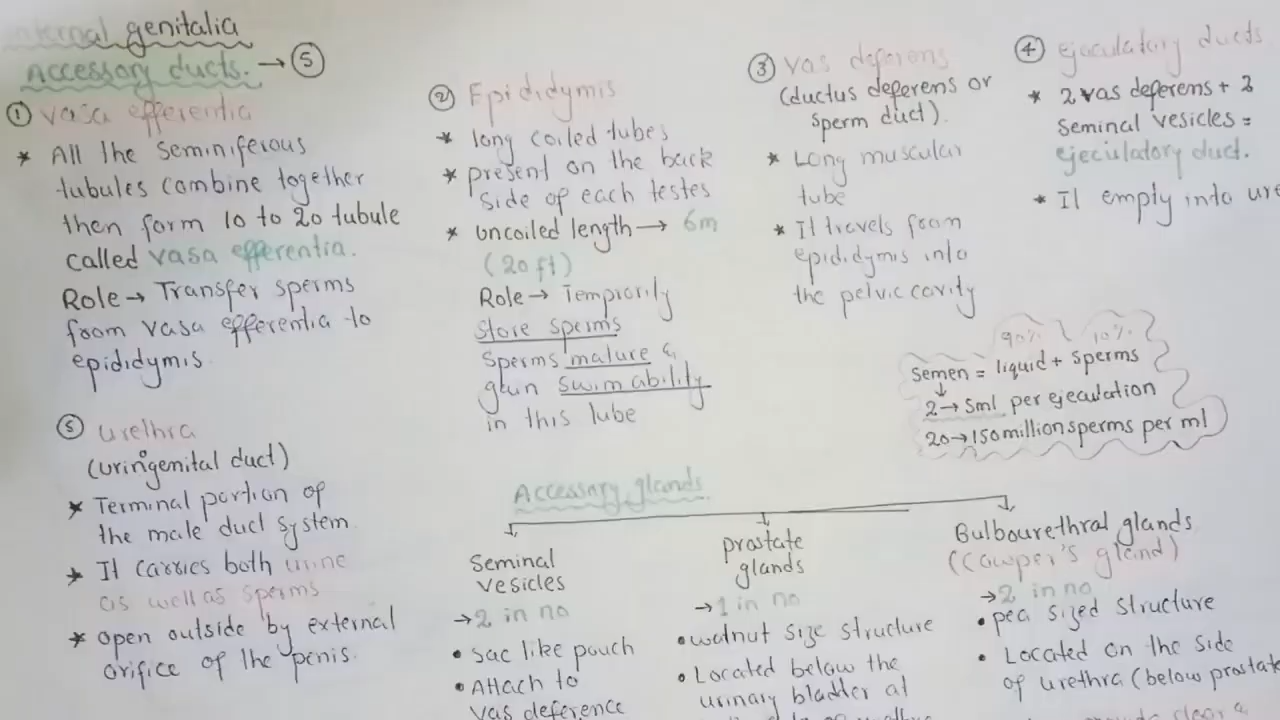 internal genitalia
Accessory ducts. → ⑤
① vasa efferentia
* All the seminiferous
tubules combine together
then form 10 to 20 tubule
called vasa efferentia.
Role → Transfer sperms
from vasa efferentia to
epididymis
② Epididymis
* long coiled tubes
* present on the back
side of each testes
* uncoiled length → 6m
(20 ft)
Role → Temprorily
store sperms
sperms mature &
gain swim ability
in this tube
③ vas deferens
(ductus deferens or
sperm duct).
* Long muscular
tube
* It travels from
epididymis into
the pelvic cavity
④ ejaculatory ducts
* 2 vas deferens + 2
seminal vesicles =
ejeculatory duct.
* It empty into ure
90% 10%
Semen = liquid + sperms
2 → 5ml per ejeculation
20 → 150 million sperms per ml
⑤ urethra
(uringenital duct)
* Terminal portion of
the male duct system
* It carries both urine
as well as sperms
* open outside by external
orifice of the penis.
Accessary glands
Seminal
vesicles
→ 2 in no
• sac like pouch
• Attach to
vas deference
prostate
glands
→ 1 in no
• walnut size structure
• Located below the
urinary bladder at
Bulbourethral glands
(Cowper's gland)
→ 2 in no
• pea sized structure
• Located on the side
of urethra (below prostate